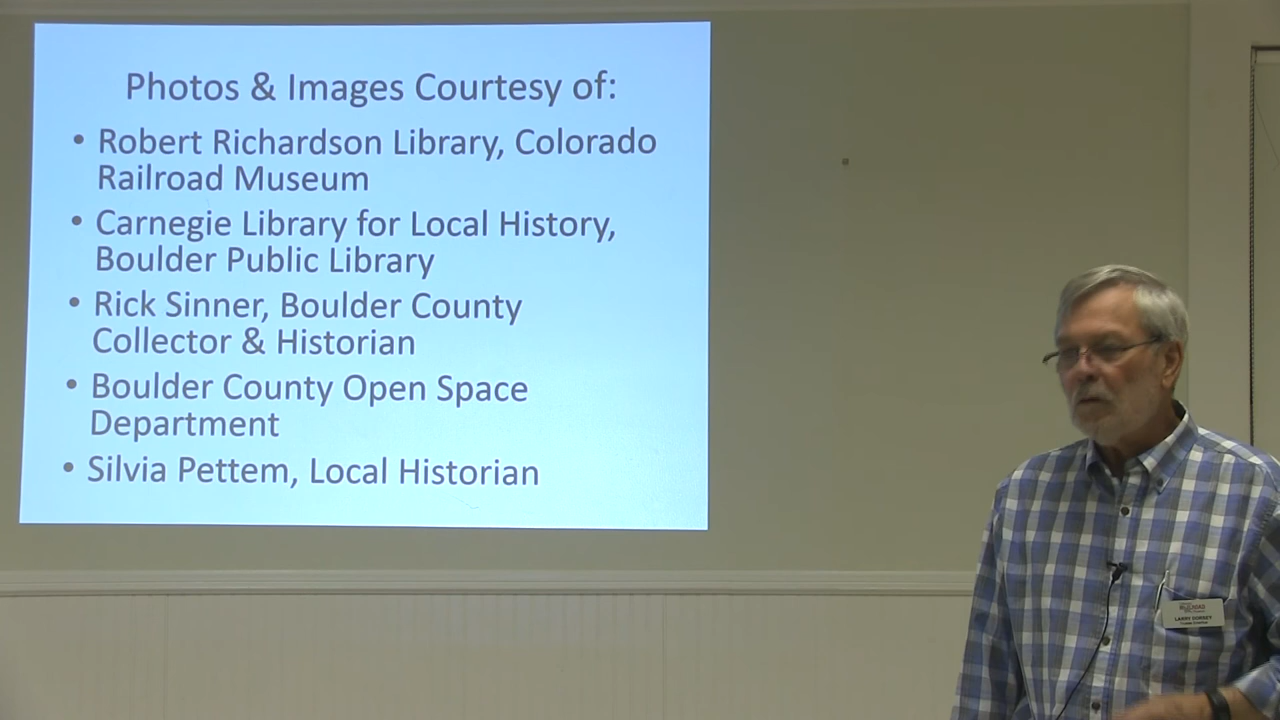 Photos & Images Courtesy of:
• Robert Richardson Library, Colorado
Railroad Museum
• Carnegie Library for Local History,
Boulder Public Library
• Rick Sinner, Boulder County
Collector & Historian
• Boulder County Open Space
Department
• Silvia Pettem, Local Historian
LARRY DORSEY